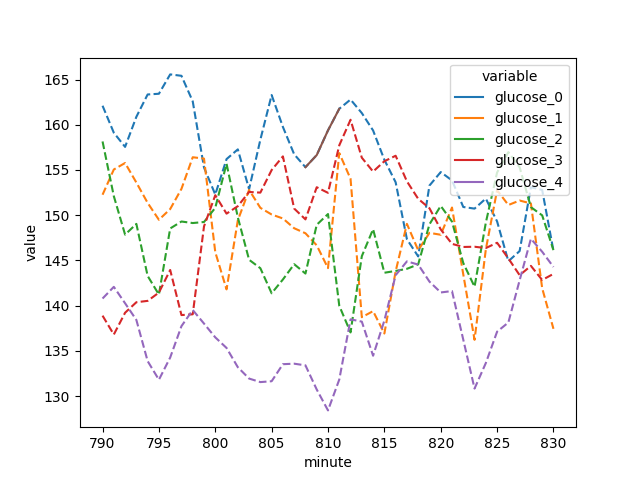 variable
glucose_0
glucose_1
glucose_2
glucose_3
glucose_4
165
160
155
150
145
140
135
130
value
790 795 800 805 810 815 820 825 830
minute